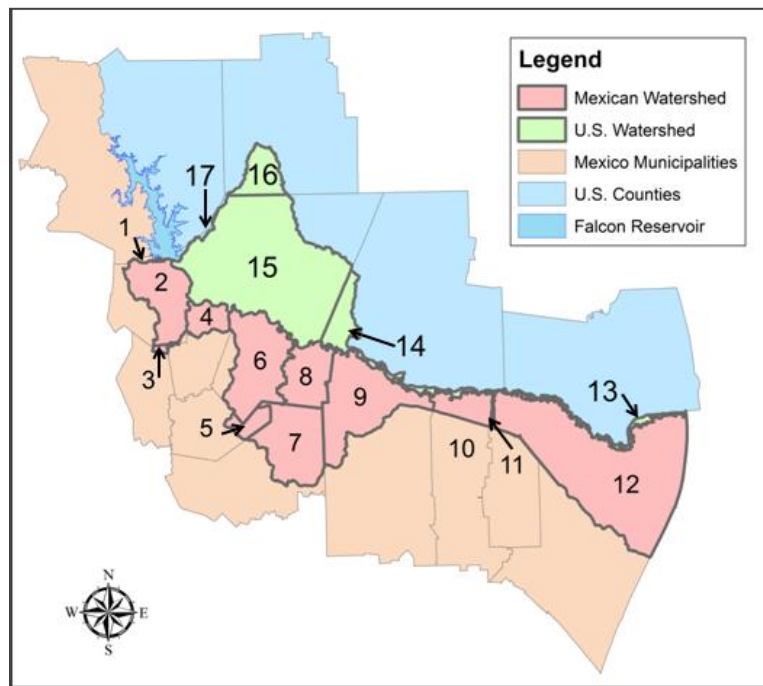 Legend
Mexican Watershed
U.S. Watershed
Mexico Municipalities
U.S. Counties
Falcon Reservoir
17
16
1
2
15
4
14
3
6
8
9
13
5
7
10
11
12
N
W E
S